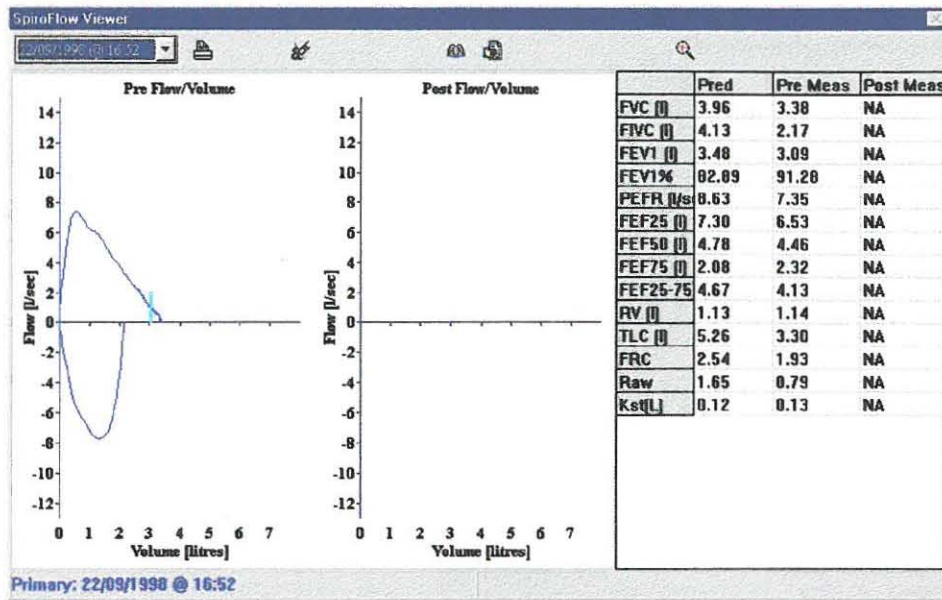 SpiroFlow Viewer
22/09/1998 @ 16:52
Pre Flow/Volume
14
12
10
8
6
4
2
0
-2
-4
-6
-8
-10
-12
Flow [l/sec]
0 1 2 3 4 5 6 7
Volume [litres]
Post Flow/Volume
14
12
10
8
6
4
2
0
-2
-4
-6
-8
-10
-12
Flow [l/sec]
0 1 2 3 4 5 6 7
Volume [litres]
Pred Pre Meas Post Meas
FVC [l] 3.96 3.38 NA
FIVC [l] 4.13 2.17 NA
FEV1 [l] 3.48 3.09 NA
FEV1% 82.89 91.28 NA
PEFR [l/s 8.63 7.35 NA
FEF25 [l] 7.30 6.53 NA
FEF50 [l] 4.78 4.46 NA
FEF75 [l] 2.08 2.32 NA
FEF25-75 4.67 4.13 NA
RV [l] 1.13 1.14 NA
TLC [l] 5.26 3.30 NA
FRC 2.54 1.93 NA
Raw 1.65 0.79 NA
Kst[L] 0.12 0.13 NA
Primary: 22/09/1998 @ 16:52